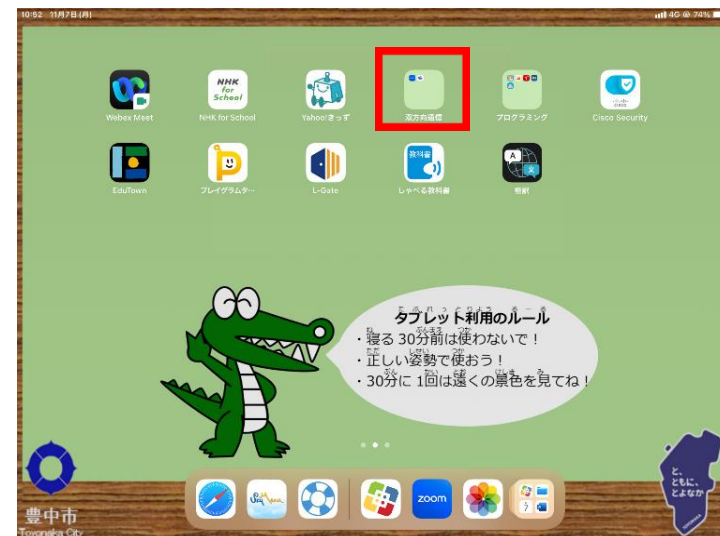 10:52 11月7日(月)
4G 74%
Webex Meet
NHK for School
NHK for School
Yahoo!きっず
双方向通信
プログラミング
Cisco Security
EduTown
プレイグラムタ…
L-Gate
教科書
しゃべる教科書
A
翻訳
タブレット利用のルール
・寝る30分前は使わないで！
・正しい姿勢で使おう！
・30分に1回は遠くの景色を見てね！
豊中市
Toyonaka City
zoom
と、
ともに、
とよなか